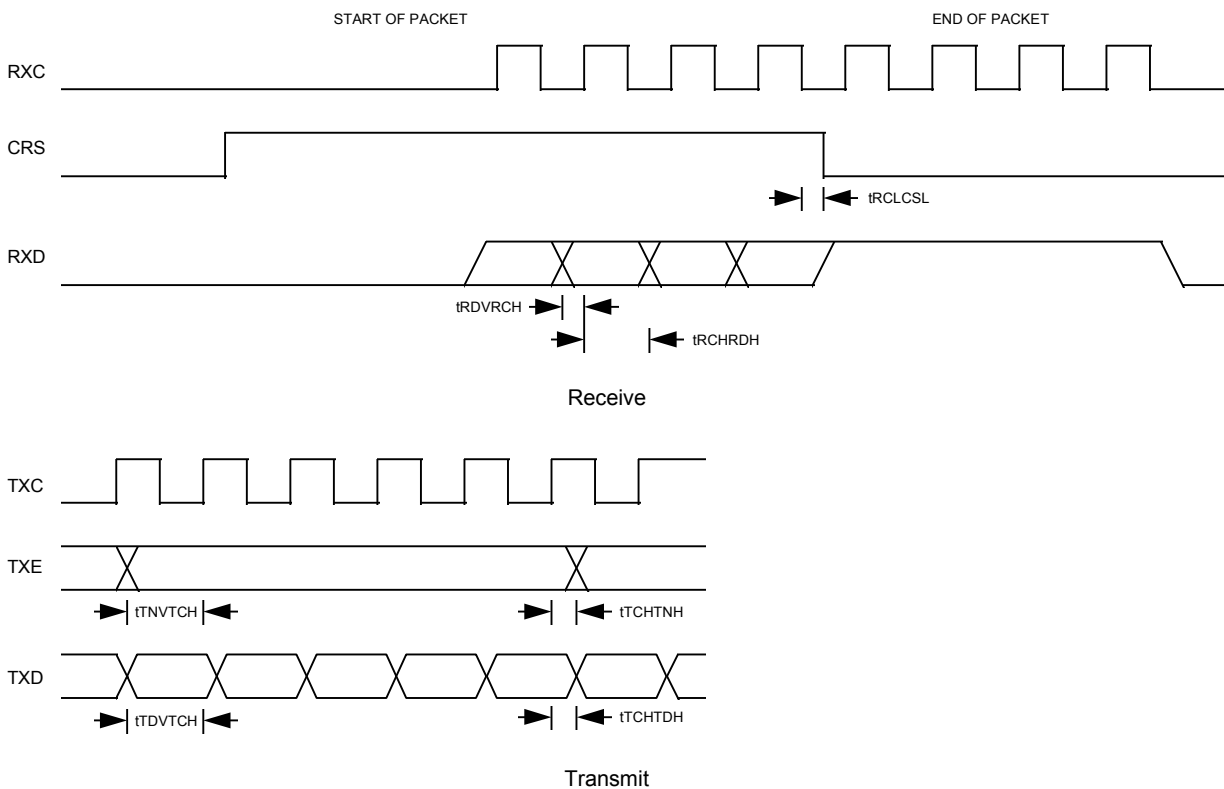 START OF PACKET
END OF PACKET
RXC
CRS
tRCLCSL
RXD
tRDVRCH
tRCHRDH
Receive
TXC
TXE
tTNVTCH
tTCHTNH
TXD
tTDVTCH
tTCHTDH
Transmit